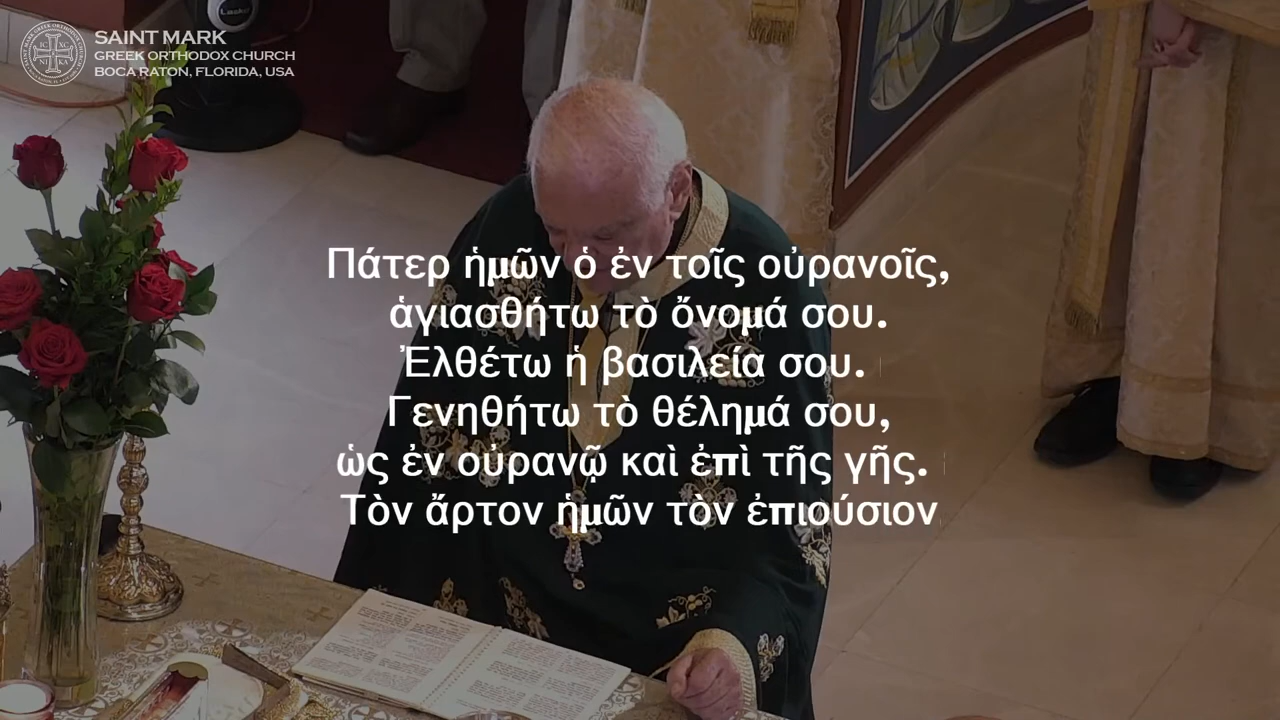 SAINT MARK
GREEK ORTHODOX CHURCH
BOCA RATON, FLORIDA, USA
Πάτερ ἡμῶν ὁ ἐν τοῖς οὐρανοῖς,
ἁγιασθήτω τὸ ὄνομά σου.
Ἐλθέτω ἡ βασιλεία σου.
Γενηθήτω τὸ θέλημά σου,
ὡς ἐν οὐρανῷ καὶ ἐπὶ τῆς γῆς.
Τὸν ἄρτον ἡμῶν τὸν ἐπιούσιον